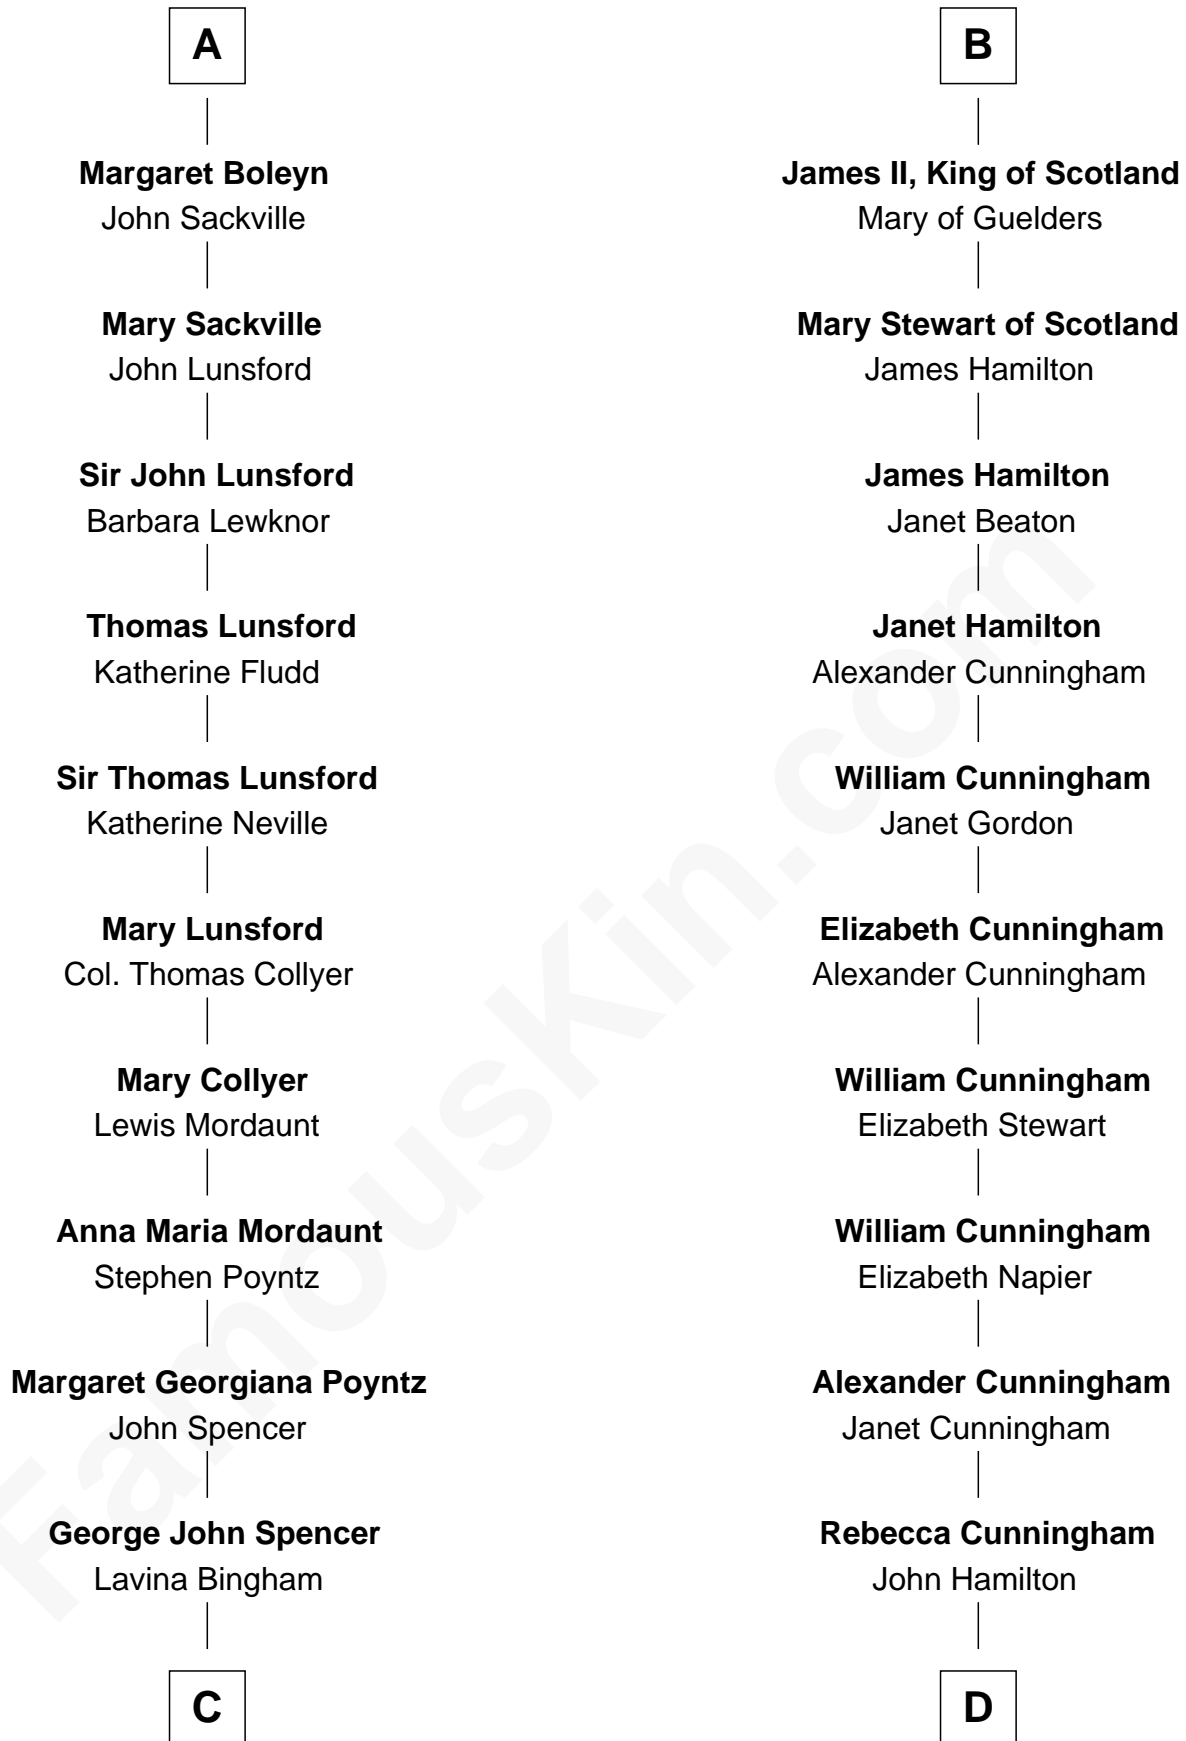 A
Margaret Boleyn
John Sackville
Mary Sackville
John Lunsford
Sir John Lunsford
Barbara Lewknor
Thomas Lunsford
Katherine Fludd
Sir Thomas Lunsford
Katherine Neville
Mary Lunsford
Col. Thomas Collyer
Mary Collyer
Lewis Mordaunt
Anna Maria Mordaunt
Stephen Poyntz
Margaret Georgiana Poyntz
John Spencer
George John Spencer
Lavina Bingham
C
B
James II, King of Scotland
Mary of Guelders
Mary Stewart of Scotland
James Hamilton
James Hamilton
Janet Beaton
Janet Hamilton
Alexander Cunningham
William Cunningham
Janet Gordon
Elizabeth Cunningham
Alexander Cunningham
William Cunningham
Elizabeth Stewart
William Cunningham
Elizabeth Napier
Alexander Cunningham
Janet Cunningham
Rebecca Cunningham
John Hamilton
D
FamousKin.com